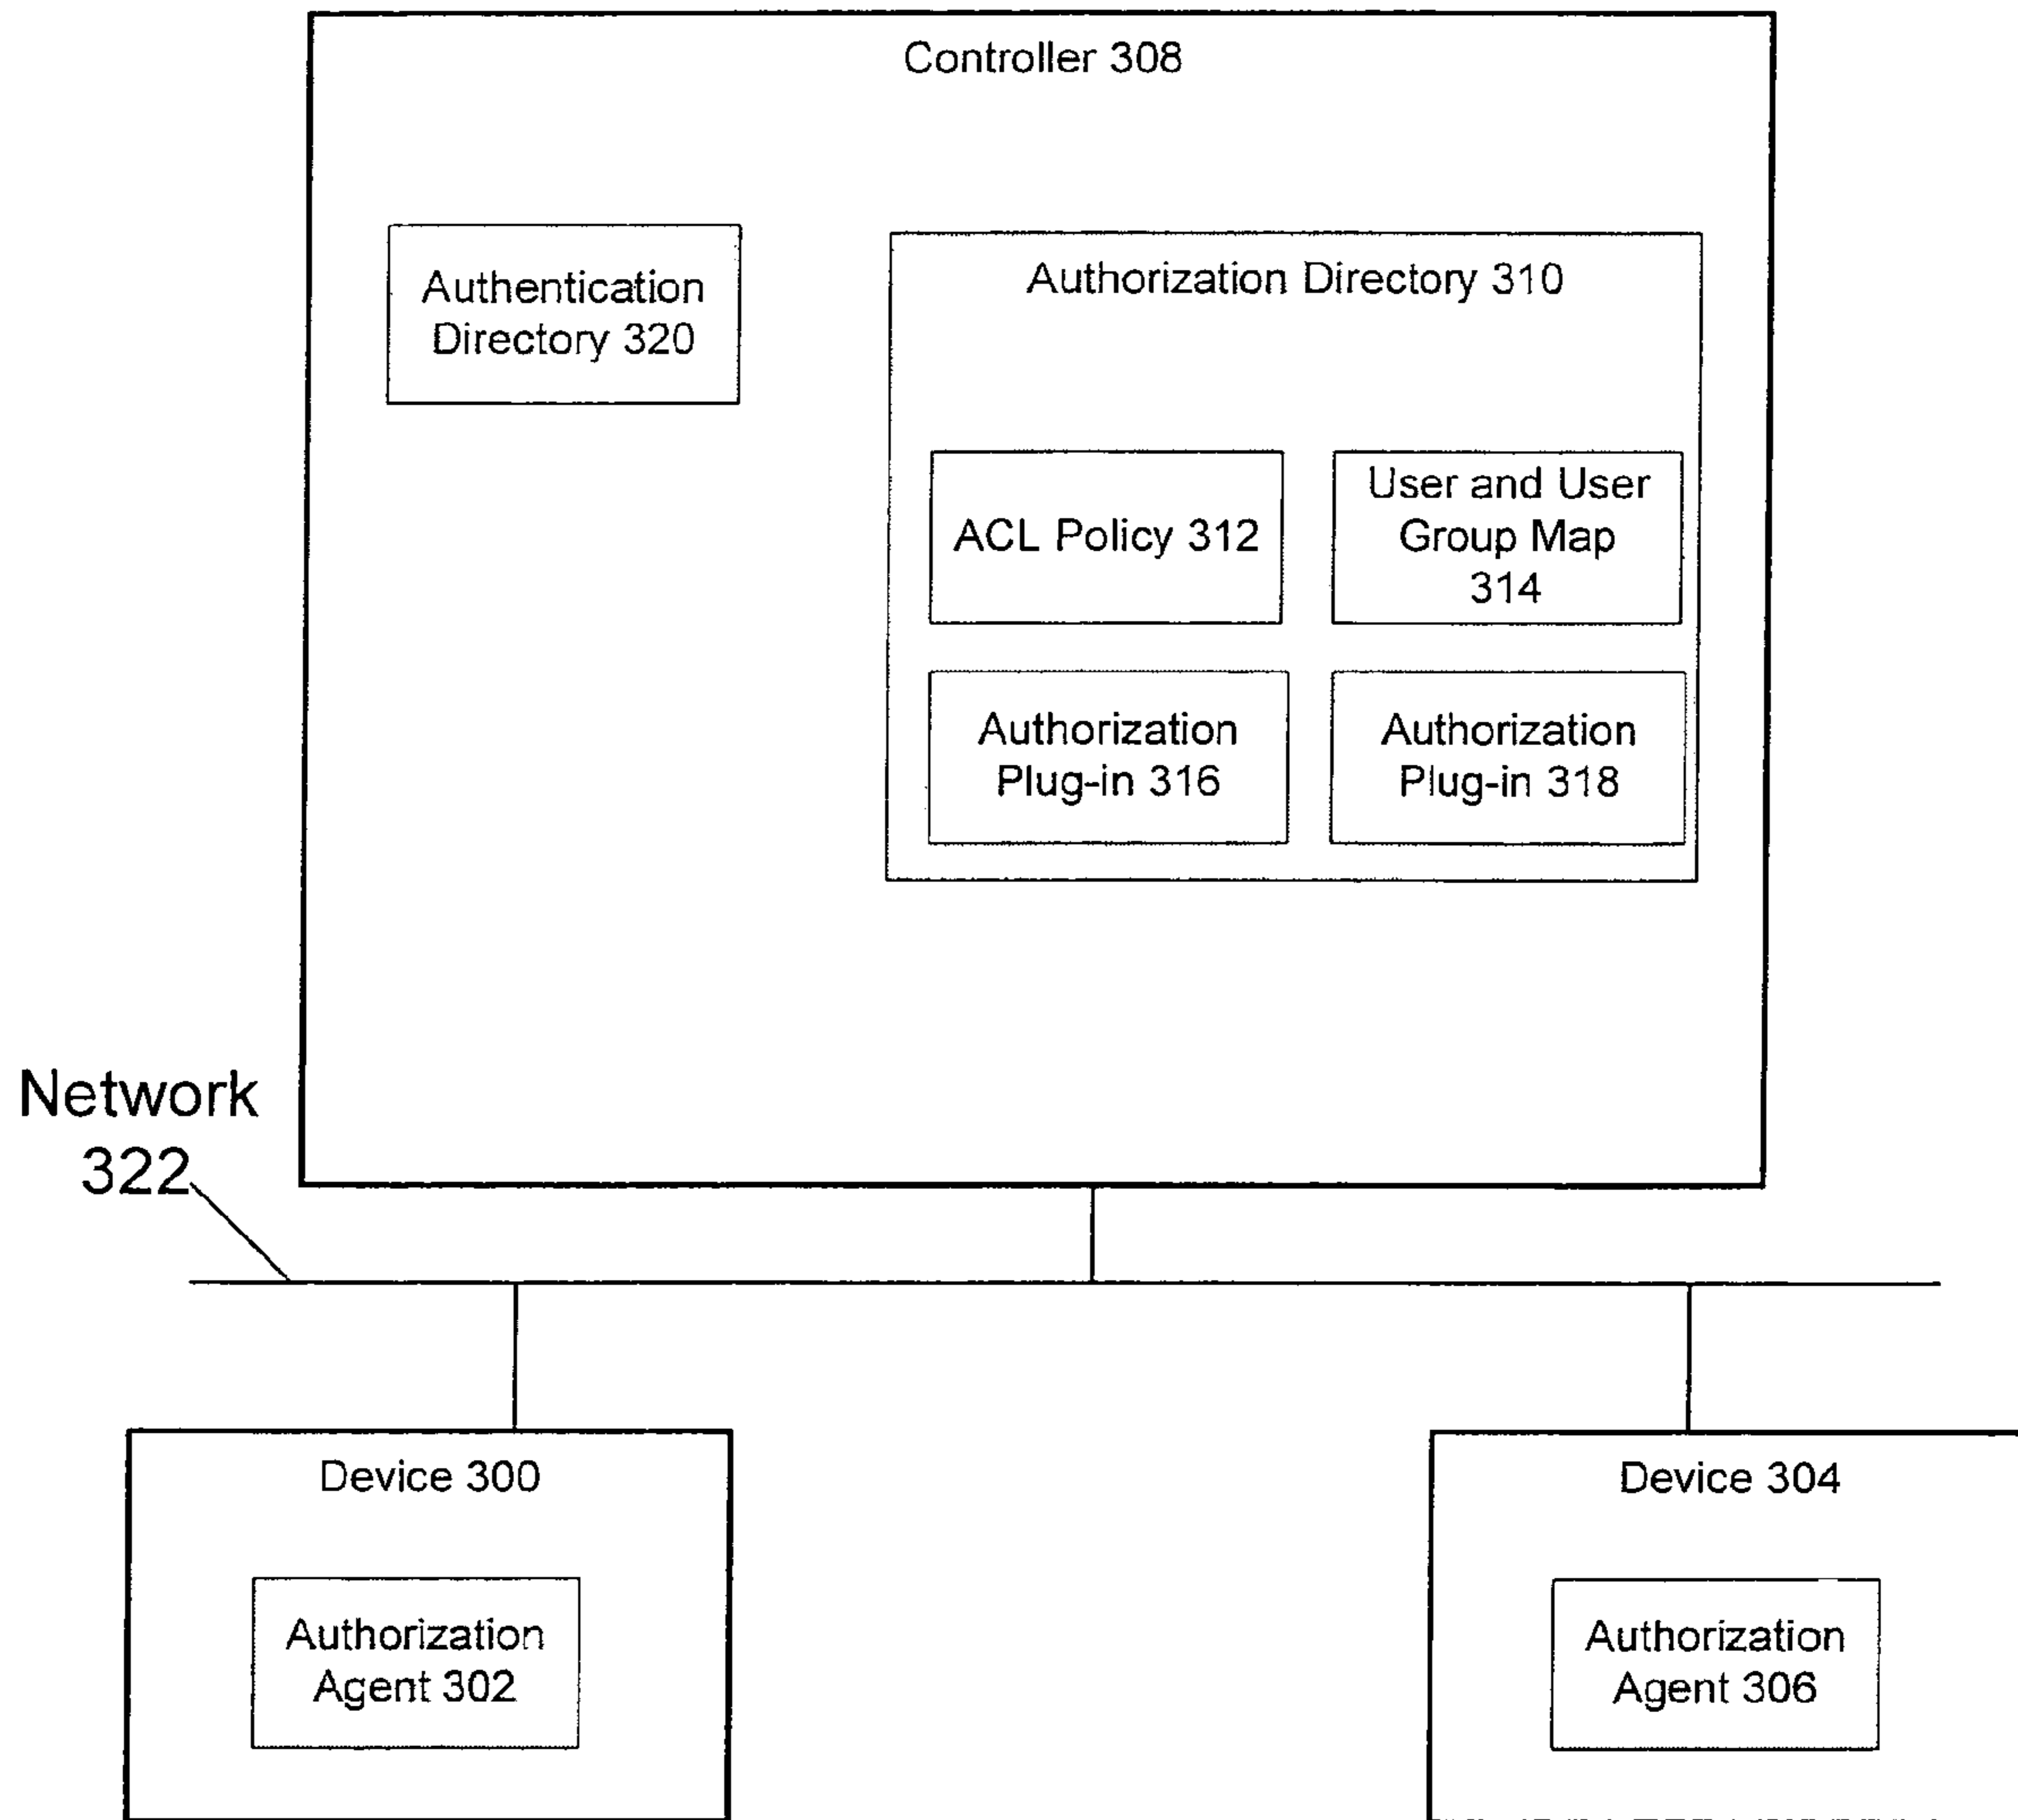 Controller 308
Authentication
Directory 320
Authorization Directory 310
ACL Policy 312
User and User
Group Map
314
Authorization
Plug-in 316
Authorization
Plug-in 318
Network
322
Device 300
Authorization
Agent 302
Device 304
Authorization
Agent 306